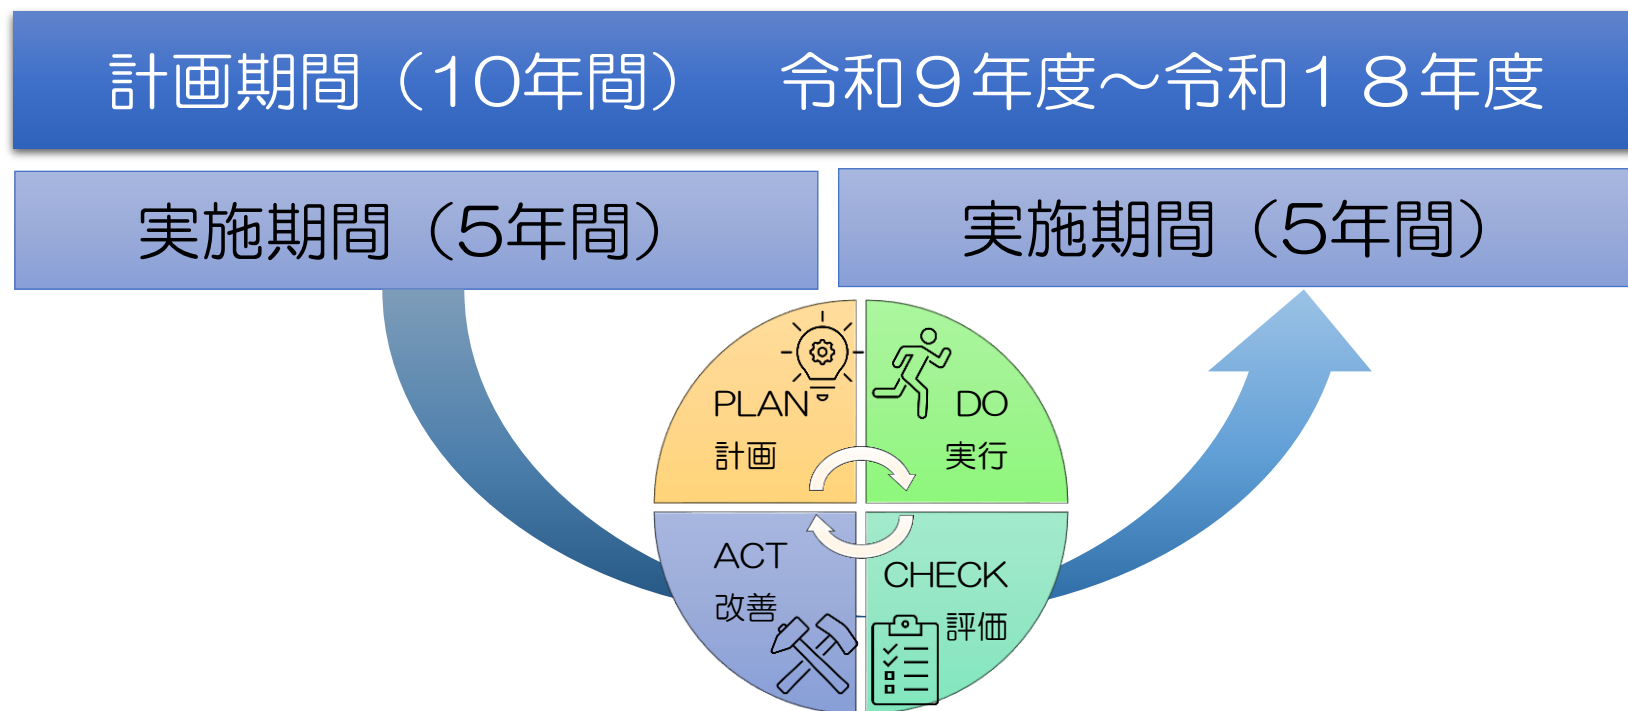 計画期間（10年間）　令和９年度～令和１８年度
実施期間（5年間）
実施期間（5年間）
PLAN
計画
DO
実行
ACT
改善
CHECK
評価